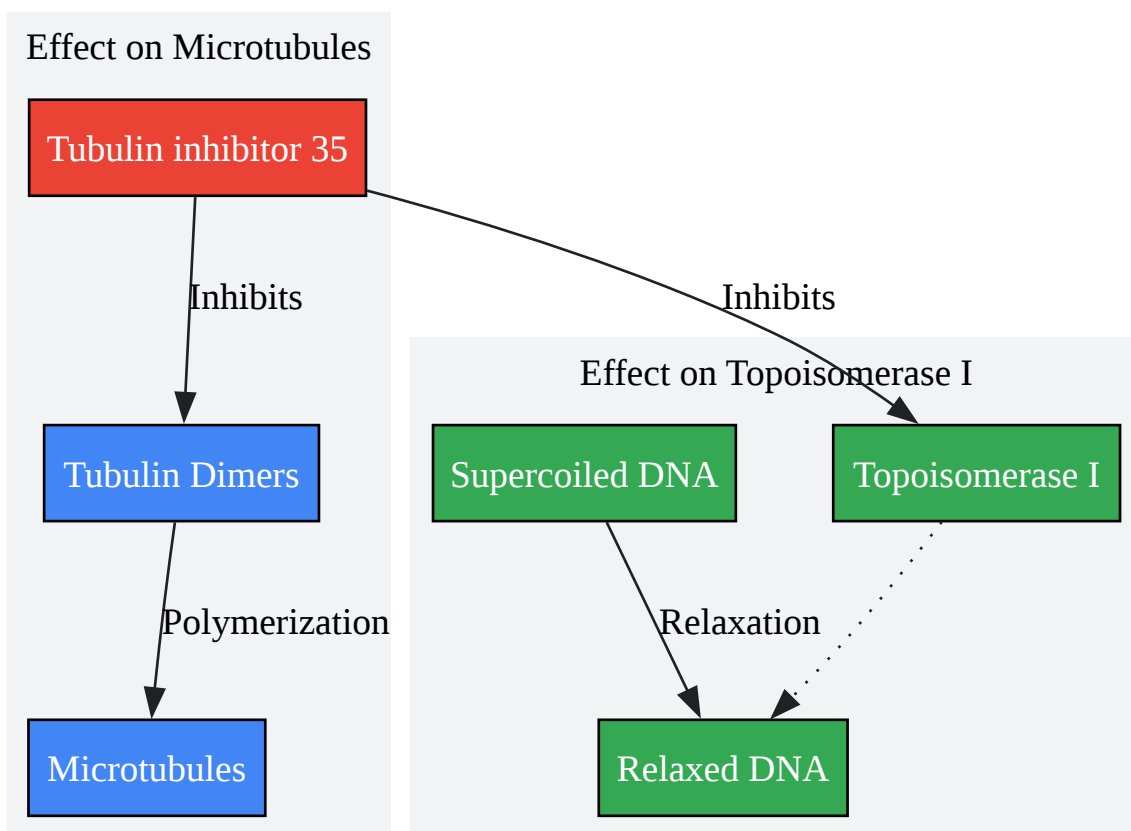 Effect on Microtubules
Tubulin inhibitor 35
Inhibits
Inhibits
Effect on Topoisomerase I
Tubulin Dimers
Supercoiled DNA
Topoisomerase I
Polymerization
Relaxation
Microtubules
Relaxed DNA